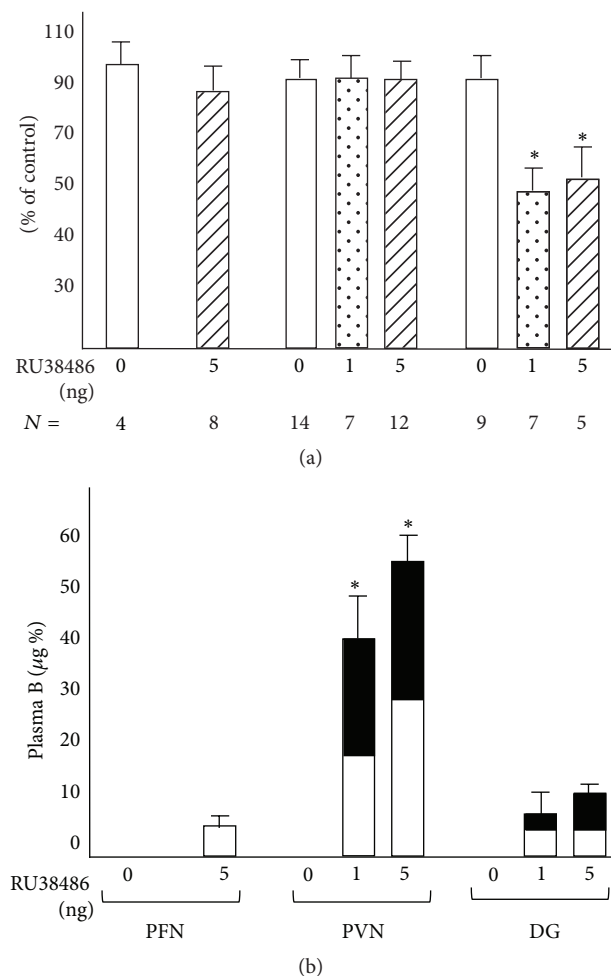 110
90
70
50
40
30
(% of control)
* *
RU38486 0 5 0 1 5 0 1 5
(ng)
N = 4 8 14 7 12 9 7 5
(a)
60
50
40
30
20
10
0
Plasma B (µg %)
* *
RU38486 0 5 0 1 5 0 1 5
(ng)
PFN PVN DG
(b)